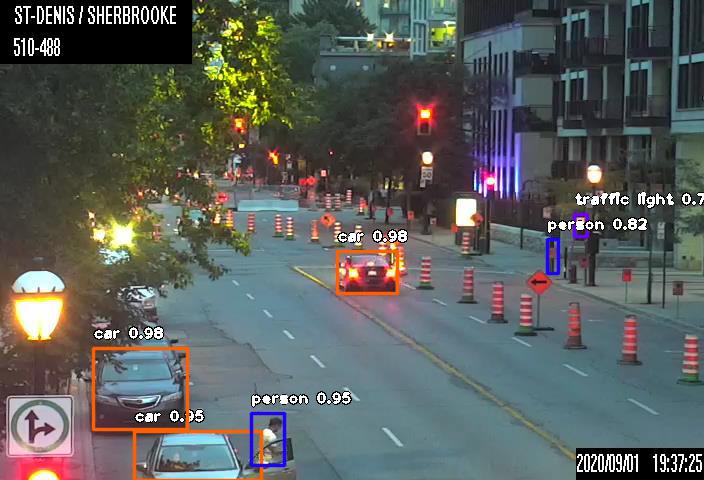 ST-DENIS / SHERBROOKE
510-488
traffic light 0.7
person 0.82
car 0.98
50
car 0.98
person 0.95
car 0.95
2020/09/01 19:37:25